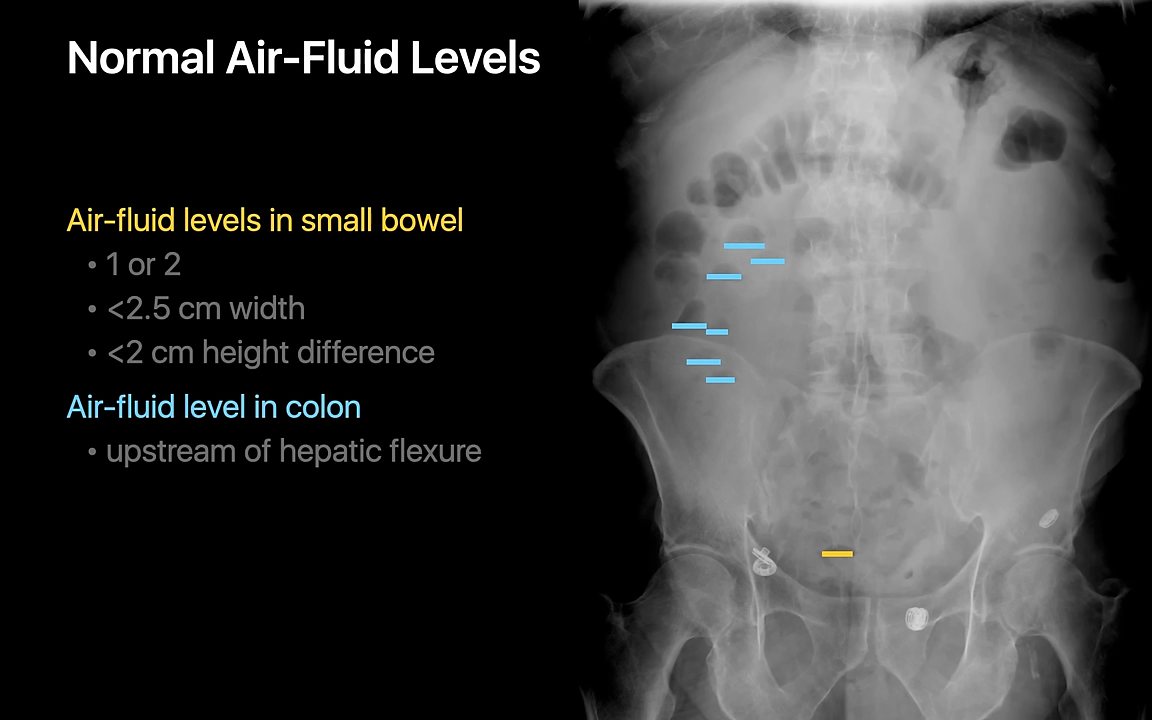 Normal Air-Fluid Levels
Air-fluid levels in small bowel
• 1 or 2
• <2.5 cm width
• <2 cm height difference
Air-fluid level in colon
• upstream of hepatic flexure